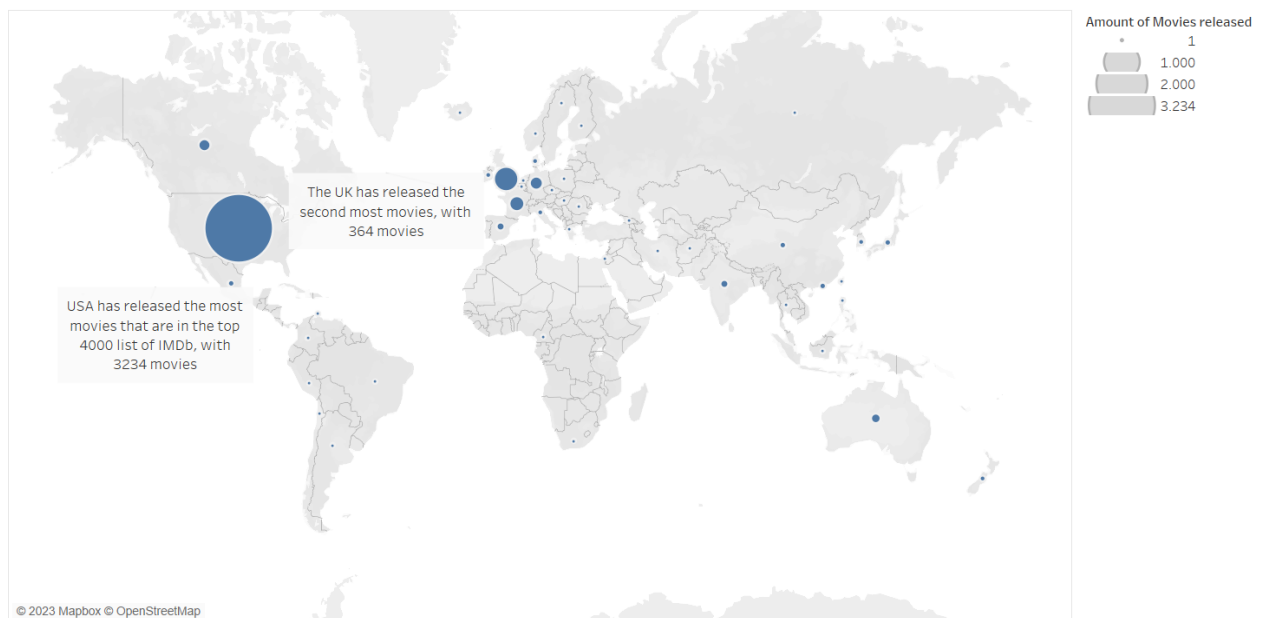 Amount of Movies released
1
1.000
2.000
3.234
The UK has released the
second most movies, with
364 movies
USA has released the most
movies that are in the top
4000 list of IMDb, with
3234 movies
© 2023 Mapbox © OpenStreetMap